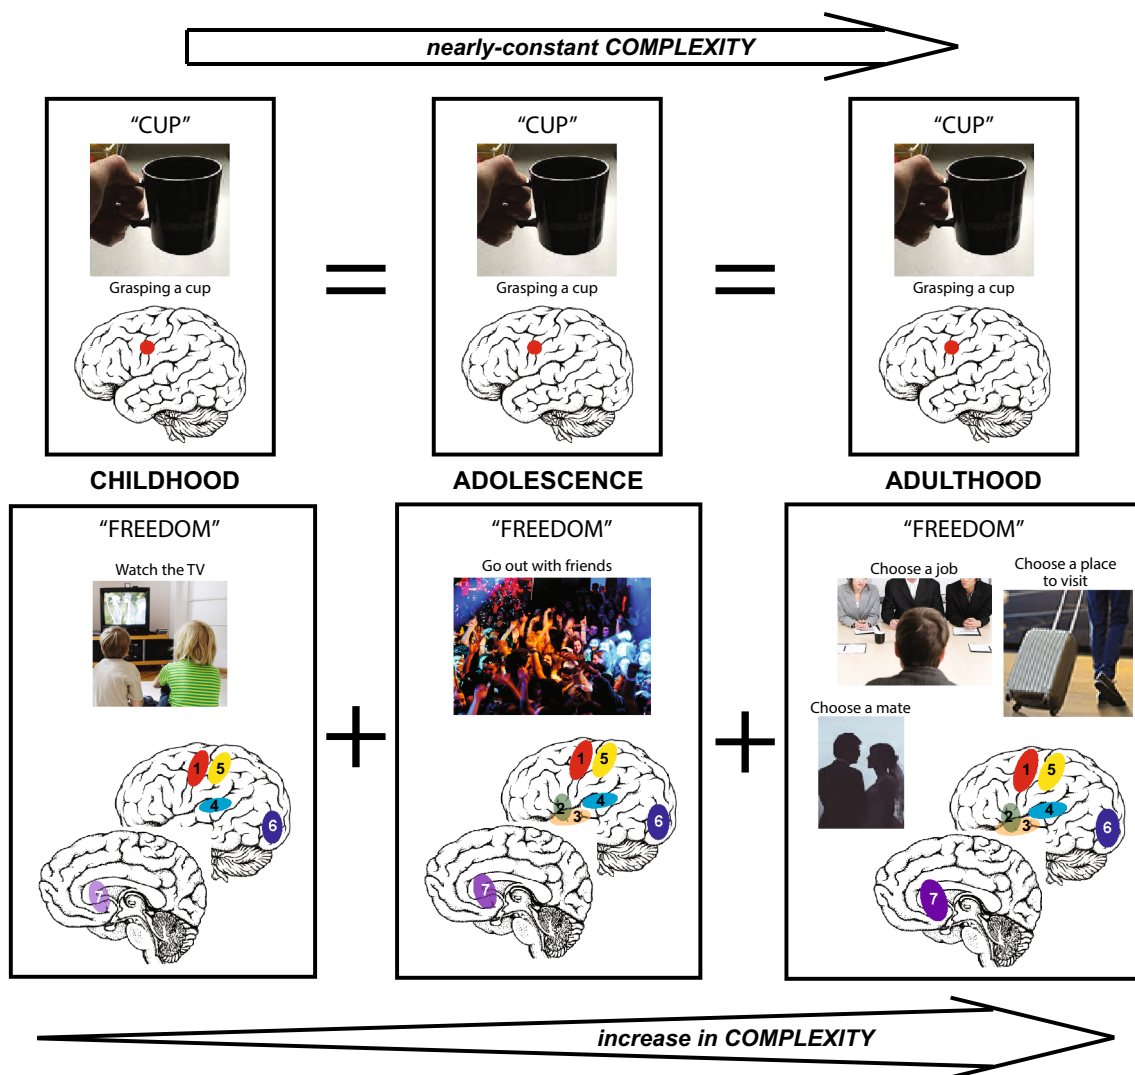 nearly-constant COMPLEXITY
“CUP”
Grasping a cup
“CUP”
Grasping a cup
“CUP”
Grasping a cup
CHILDHOOD
ADOLESCENCE
ADULTHOOD
“FREEDOM”
Watch the TV
1
5
4
6
7
“FREEDOM”
Go out with friends
1
5
4
2
3
6
7
“FREEDOM”
Choose a job
Choose a place
to visit
Choose a mate
1
5
4
2
3
6
7
increase in COMPLEXITY